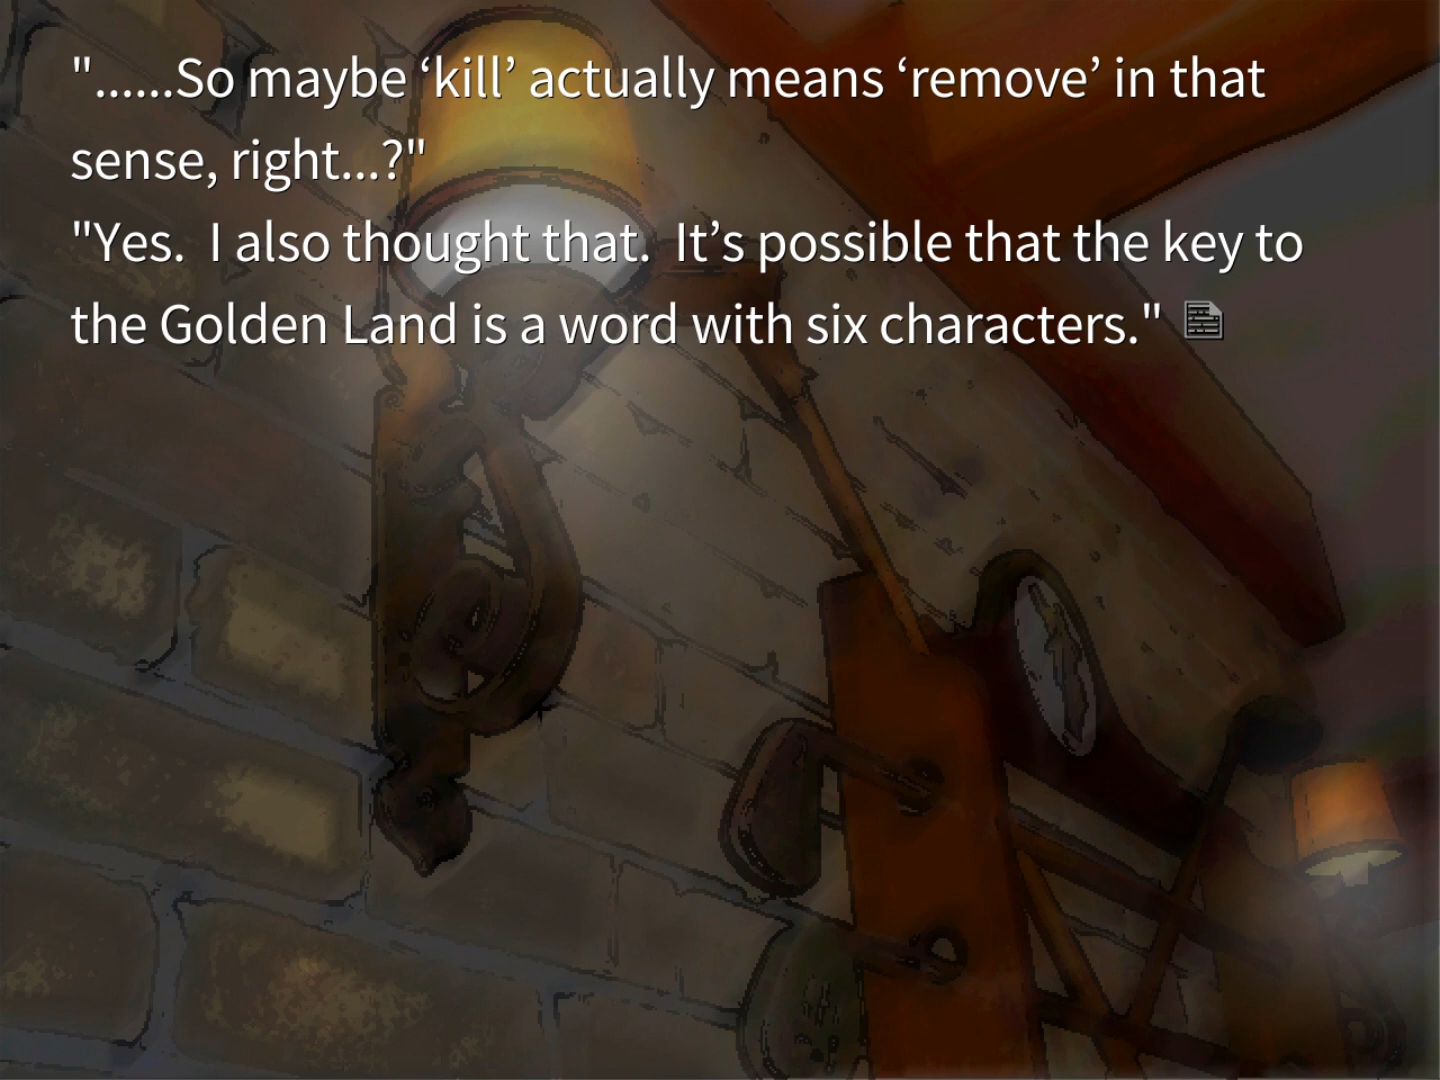 "......So maybe ‘kill’ actually means ‘remove’ in that
sense, right...?"
"Yes.  I also thought that.  It’s possible that the key to
the Golden Land is a word with six characters."